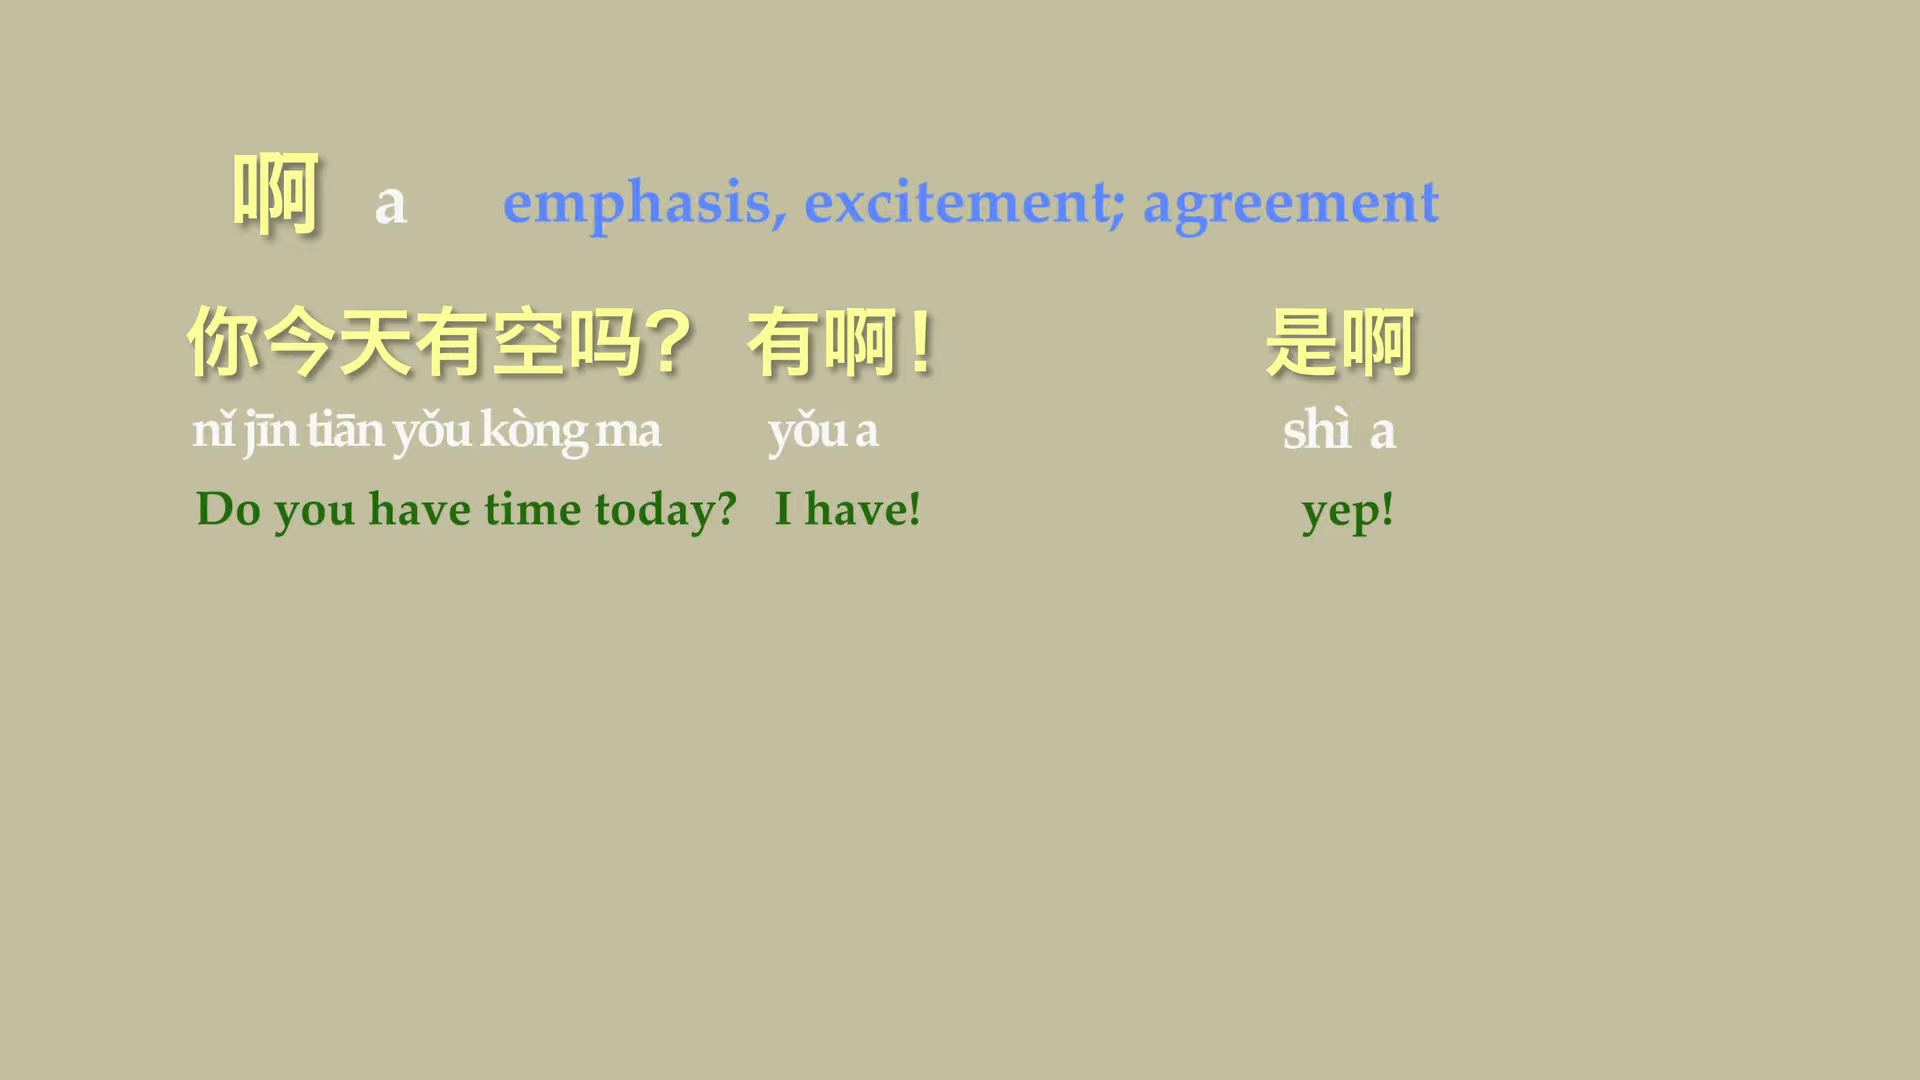 啊 a emphasis, excitement; agreement
你今天有空吗？ 有啊！ 是啊
nǐ jīn tiān yǒu kòng ma yǒu a shì a
Do you have time today? I have! yep!